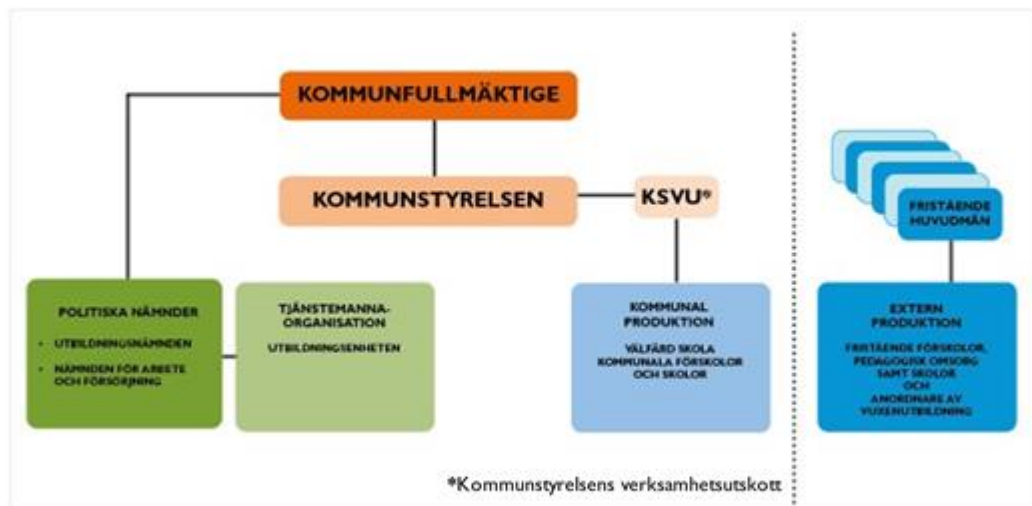 KOMMUNFULLMÄKTIGE
KOMMUNSTYRELSEN
KSVU*
FRISTÅENDE
HUVUDMÄN
POLITISKA NÄMNDER
• UTBILDNINGSNÄMNDEN
• NÄMNDEN FÖR ARBETE
OCH FÖRSÖRJNING
TJÄNSTEMANNA-
ORGANISATION
UTBILDNINGSENHETEN
KOMMUNAL
PRODUKTION
VÄLFÄRD SKOLA
KOMMUNALA FÖRSKOLOR
OCH SKOLOR
EXTERN
PRODUKTION
FRISTÅENDE FÖRSKOLOR,
PEDAGOGISK OMSORG
SAMT SKOLOR
OCH
ANORDNARE AV
VUXENUTBILDNING
*Kommunstyrelsens verksamhetsutskott